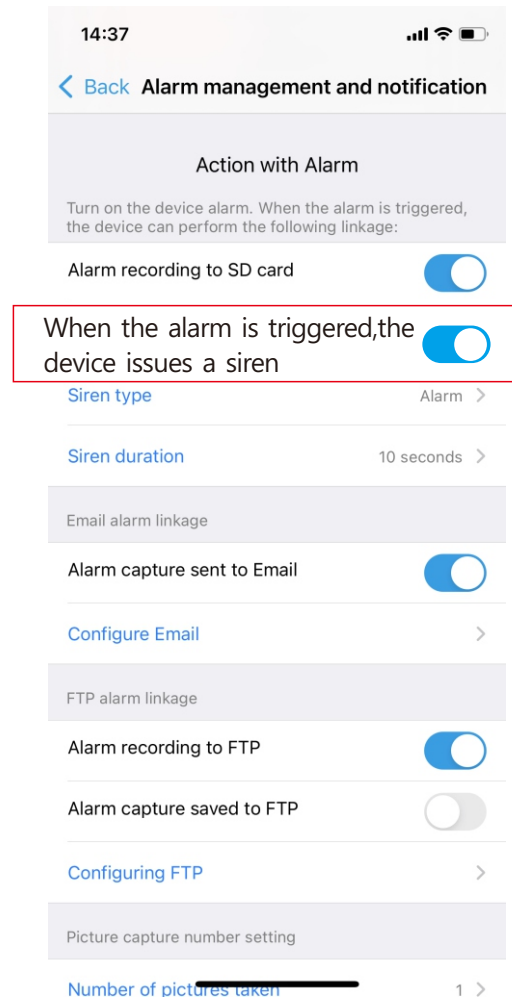 14:37
Back Alarm management and notification
Action with Alarm
Turn on the device alarm. When the alarm is triggered,
the device can perform the following linkage:
Alarm recording to SD card
When the alarm is triggered,the
device issues a siren
Siren type Alarm
Siren duration 10 seconds
Email alarm linkage
Alarm capture sent to Email
Configure Email
FTP alarm linkage
Alarm recording to FTP
Alarm capture saved to FTP
Configuring FTP
Picture capture number setting
Number of pictures taken 1